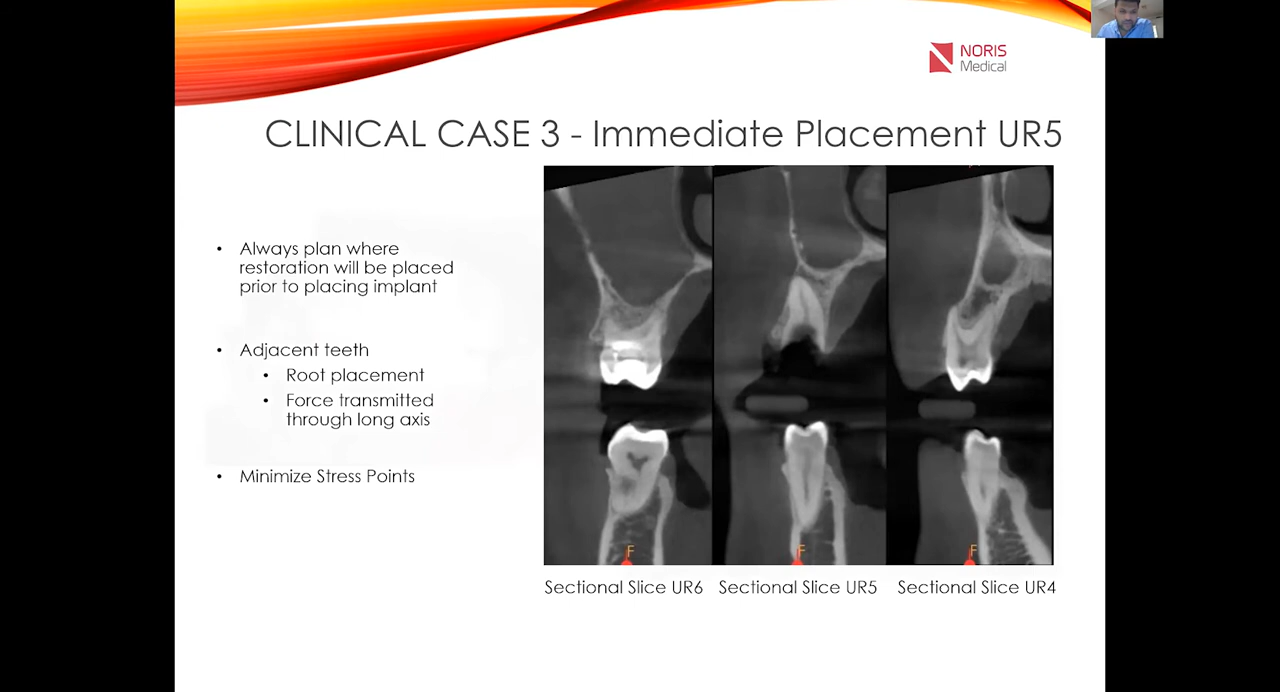 NORIS
Medical
CLINICAL CASE 3 - Immediate Placement UR5
• Always plan where
restoration will be placed
prior to placing implant
• Adjacent teeth
• Root placement
• Force transmitted
through long axis
• Minimize Stress Points
F F F
Sectional Slice UR6 Sectional Slice UR5 Sectional Slice UR4